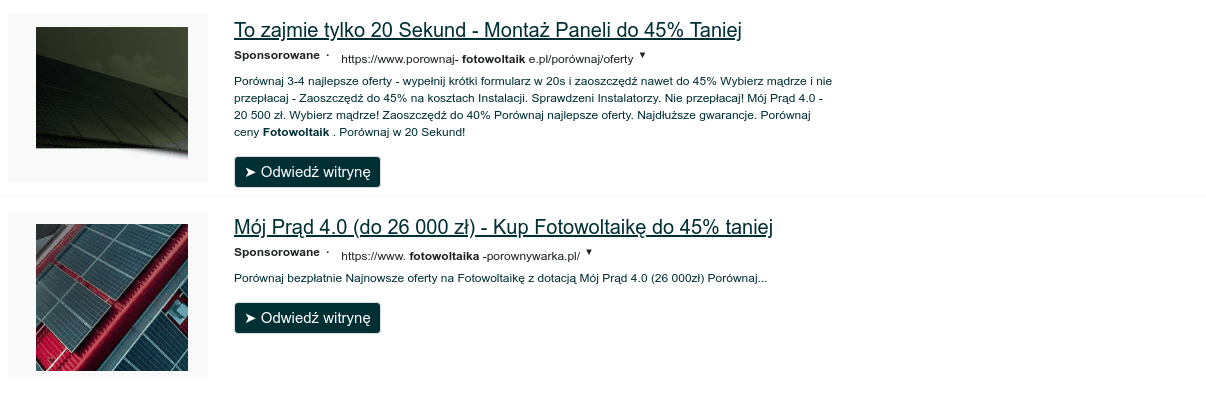 To zajmie tylko 20 Sekund - Montaż Paneli do 45% Taniej
Sponsorowane · https://www.porownaj- fotowoltaik e.pl/porównaj/oferty ▼
Porównaj 3-4 najlepsze oferty - wypełnij krótki formularz w 20s i zaoszczędź nawet do 45% Wybierz mądrze i nie
przepłacaj - Zaoszczędź do 45% na kosztach Instalacji. Sprawdzeni Instalatorzy. Nie przepłacaj! Mój Prąd 4.0 -
20 500 zł. Wybierz mądrze! Zaoszczędź do 40% Porównaj najlepsze oferty. Najdłuższe gwarancje. Porównaj
ceny Fotowoltaik . Porównaj w 20 Sekund!
➤ Odwiedź witrynę
Mój Prąd 4.0 (do 26 000 zł) - Kup Fotowoltaikę do 45% taniej
Sponsorowane · https://www. fotowoltaika -porownywarka.pl/ ▼
Porównaj bezpłatnie Najnowsze oferty na Fotowoltaikę z dotacją Mój Prąd 4.0 (26 000zł) Porównaj...
➤ Odwiedź witrynę